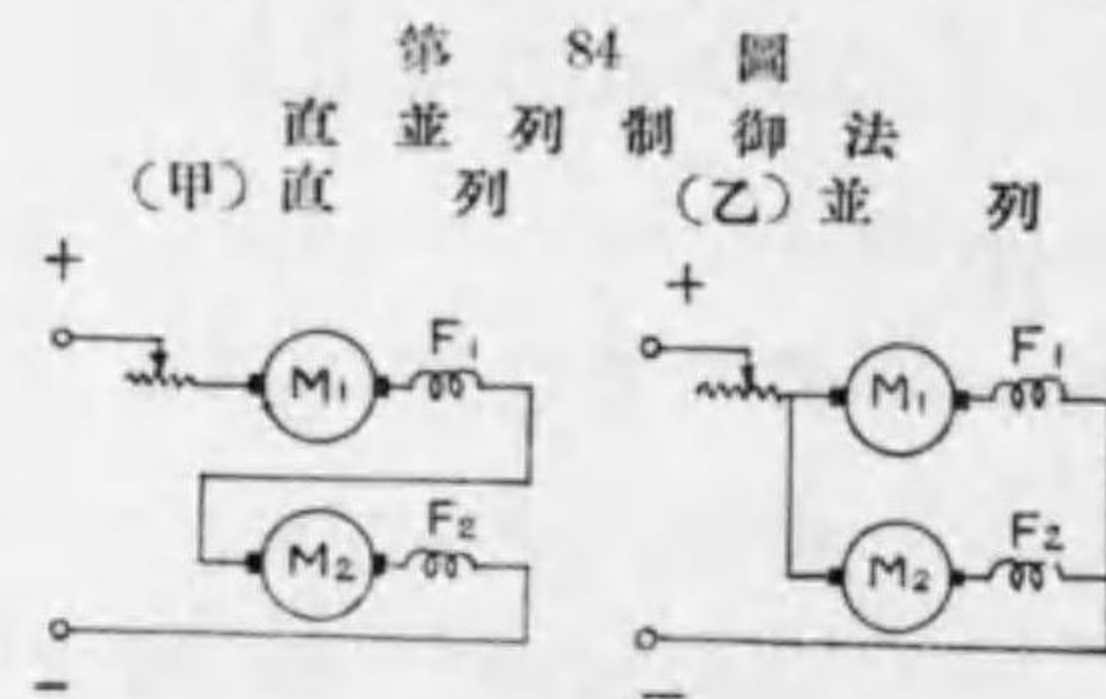 第 84 圖
直並列制御法
(甲)直列 (乙)並列
+ +
M1 F1 M1 F1
M2 F2 M2 F2
− −